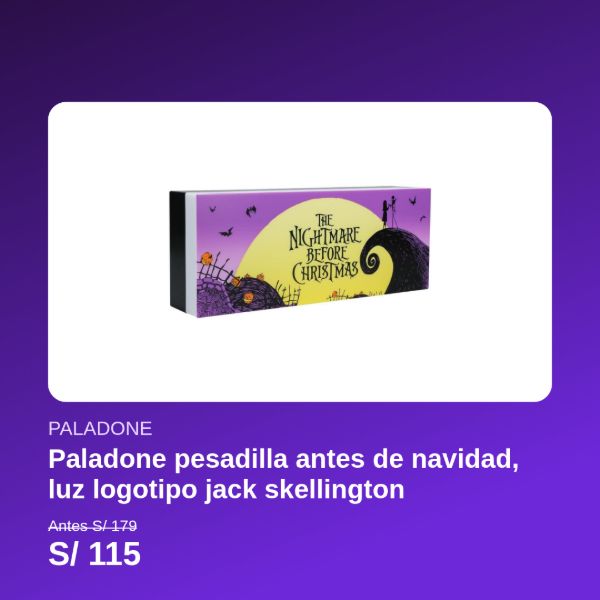 THE
NIGHTMARE
BEFORE
CHRISTMAS
PALADONE
Paladone pesadilla antes de navidad,
luz logotipo jack skellington
Antes S/ 179
S/ 115